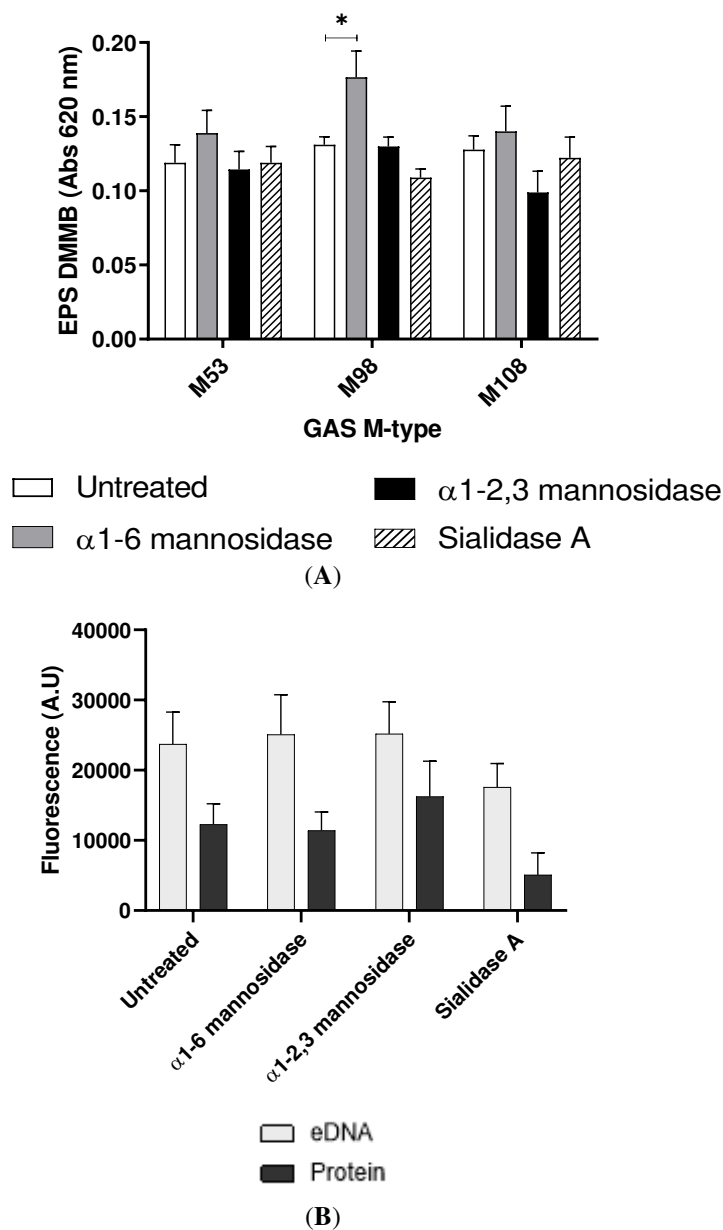 *
0.20
0.15
0.10
0.05
0.00
EPS DMMB (Abs 620 nm)
M53
M98
M108
GAS M-type
Untreated
α1-2,3 mannosidase
α1-6 mannosidase
Sialidase A
(A)
40000
30000
20000
10000
0
Fluorescence (A.U)
Untreated
α1-6 mannosidase
α1-2,3 mannosidase
Sialidase A
eDNA
Protein
(B)